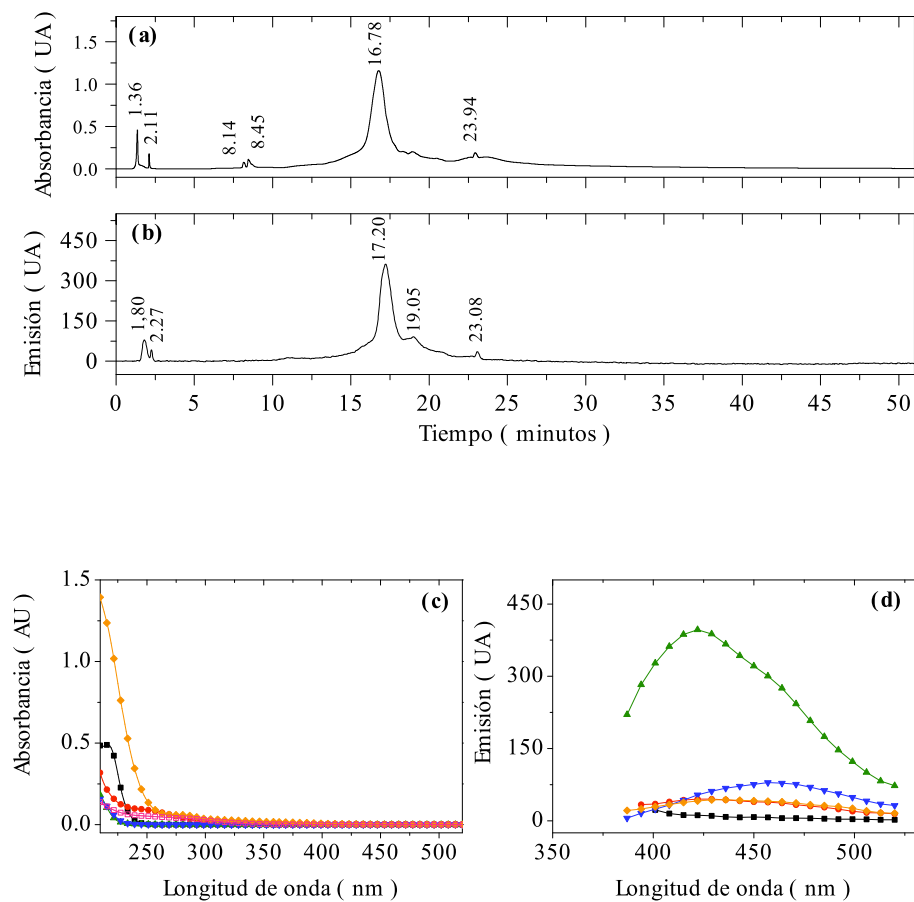 (a)
Absorbancia ( UA )
1.5
1.0
0.5
0.0
1.36
2.11
8.14
8.45
16.78
23.94
(b)
Emisión ( UA )
450
300
150
0
1,80
2.27
17.20
19.05
23.08
0 5 10 15 20 25 30 35 40 45 50
Tiempo ( minutos )
(c)
Absorbancia ( AU )
1.5
1.0
0.5
0.0
250 300 350 400 450 500
Longitud de onda ( nm )
(d)
Emisión ( UA )
450
300
150
0
350 400 450 500
Longitud de onda ( nm )